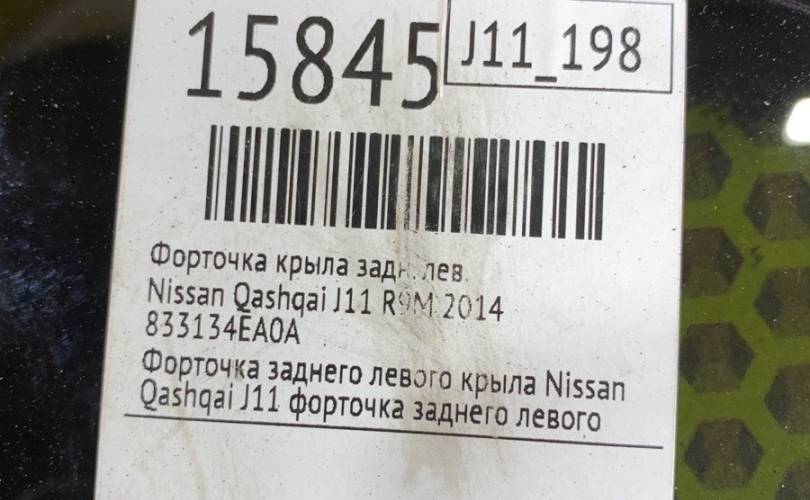 15845
J11_198
Форточка крыла задн. лев.
Nissan Qashqai J11 R9M 2014
833134EA0A
Форточка заднего левого крыла Nissan
Qashqai J11 форточка заднего левого